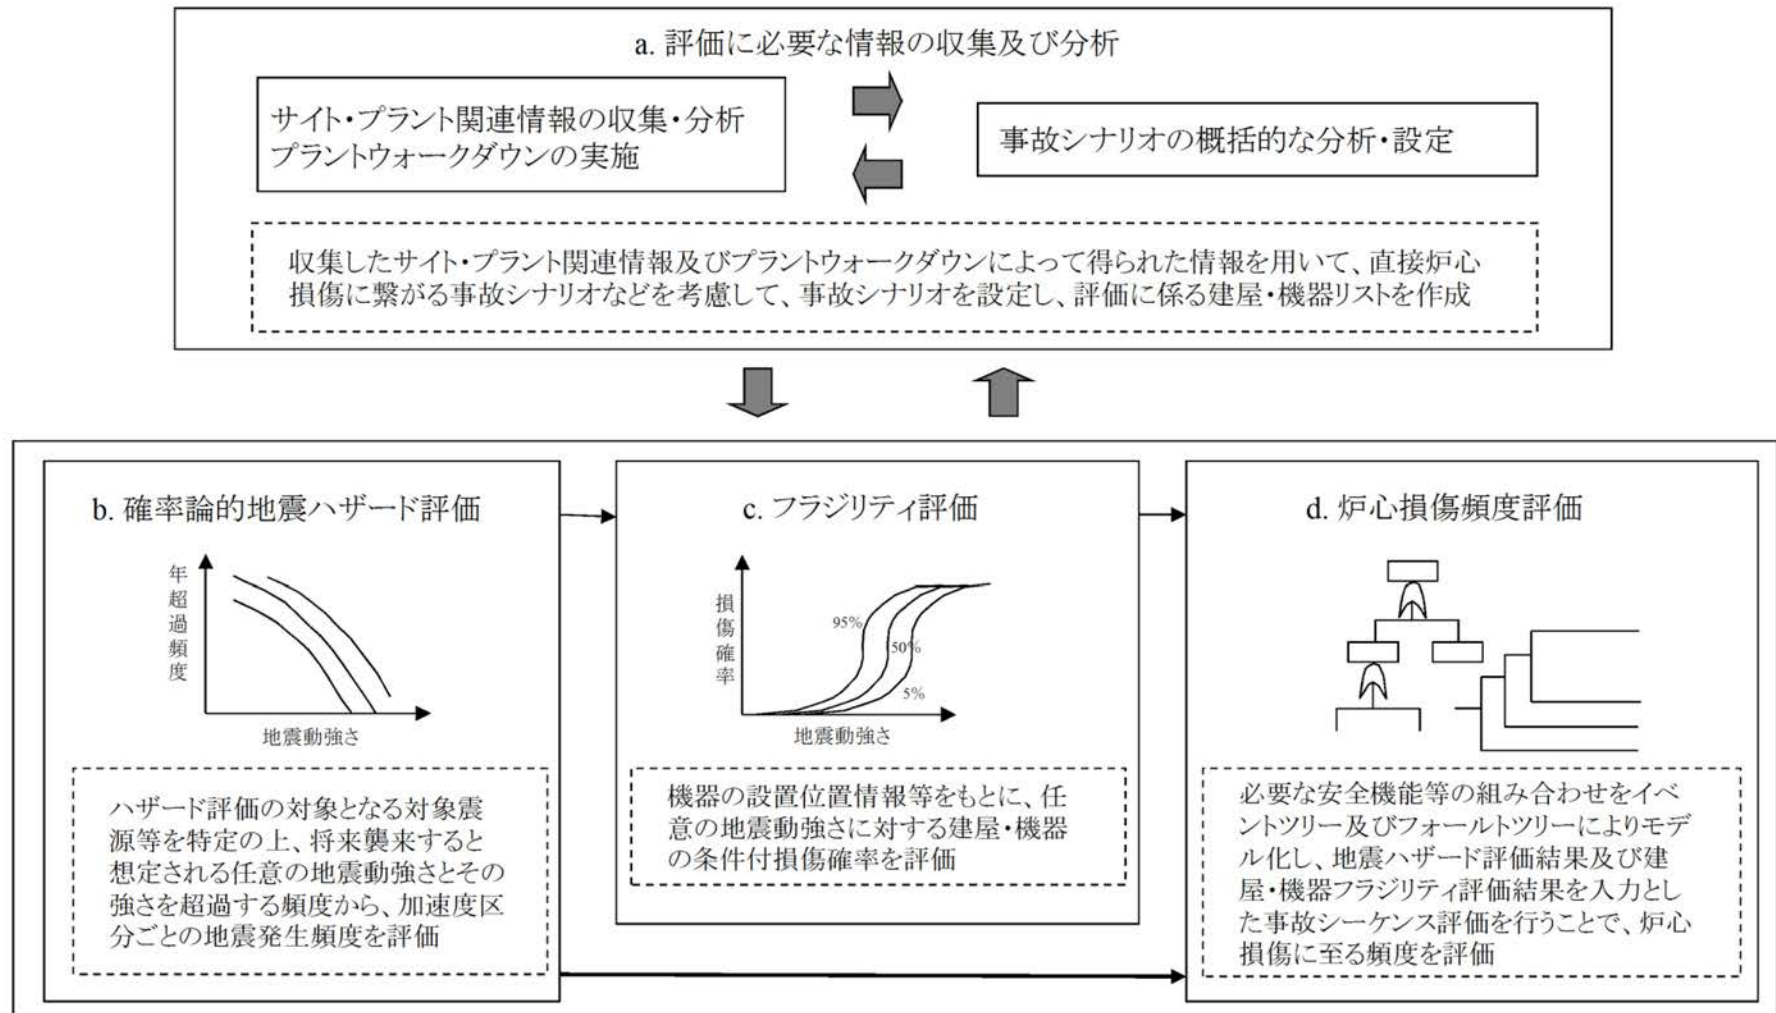 a. 評価に必要な情報の収集及び分析
サイト・プラント関連情報の収集・分析
プラントウォークダウンの実施
事故シナリオの概括的な分析・設定
収集したサイト・プラント関連情報及びプラントウォークダウンによって得られた情報を用いて、直接炉心
損傷に繋がる事故シナリオなどを考慮して、事故シナリオを設定し、評価に係る建屋・機器リストを作成
b. 確率論的地震ハザード評価
年超過頻度
地震動強さ
ハザード評価の対象となる対象震
源等を特定の上、将来襲来すると
想定される任意の地震動強さとその
強さを超過する頻度から、加速度区
分ごとの地震発生頻度を評価
c. フラジリティ評価
損傷確率
95%
50%
5%
地震動強さ
機器の設置位置情報等をもとに、任
意の地震動強さに対する建屋・機器
の条件付損傷確率を評価
d. 炉心損傷頻度評価
必要な安全機能等の組み合わせをイベ
ントツリー及びフォールトツリーによりモデ
ル化し、地震ハザード評価結果及び建
屋・機器フラジリティ評価結果を入力とし
た事故シーケンス評価を行うことで、炉心
損傷に至る頻度を評価